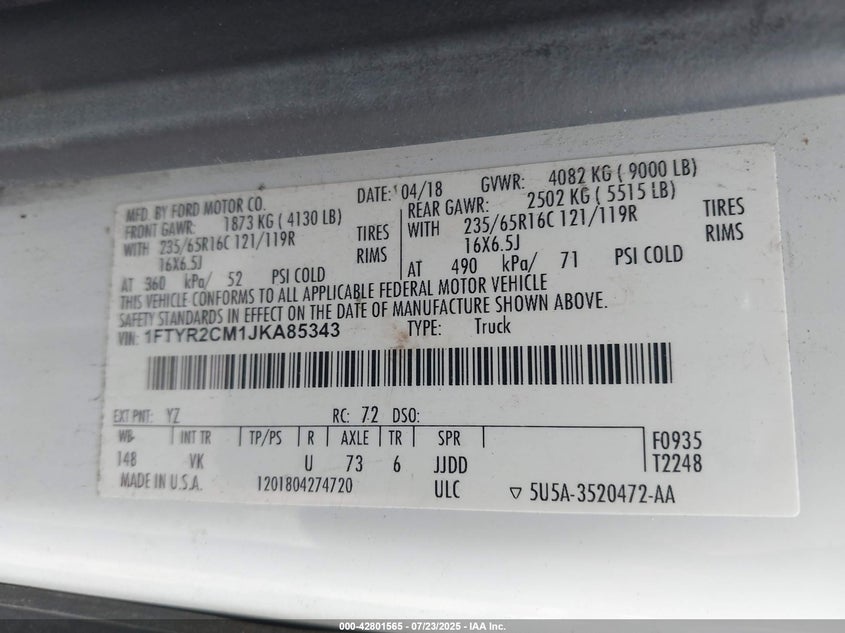 MFD. BY FORD MOTOR CO.
DATE: 04/18
GVWR: 4082 KG ( 9000 LB)
FRONT GAWR: 1873 KG ( 4130 LB)
WITH 235/65R16C 121/119R TIRES
16X6.5J RIMS
AT 360 kPa/ 52 PSI COLD
REAR GAWR: 2502 KG ( 5515 LB)
WITH 235/65R16C 121/119R TIRES
16X6.5J RIMS
AT 490 kPa/ 71 PSI COLD
THIS VEHICLE CONFORMS TO ALL APPLICABLE FEDERAL MOTOR VEHICLE
SAFETY STANDARDS IN EFFECT ON THE DATE OF MANUFACTURE SHOWN ABOVE.
VIN: 1FTYR2CM1JKA85343 TYPE: Truck
EXT PNT: YZ RC: 72 DSO:
WB INT TR TP/PS R AXLE TR SPR F0935
148 VK U 73 6 JJDD T2248
MADE IN U.S.A. 1201804274720 ULC ▽ 5U5A-3520472-AA
000-42801565 - 07/23/2025 - IAA Inc.